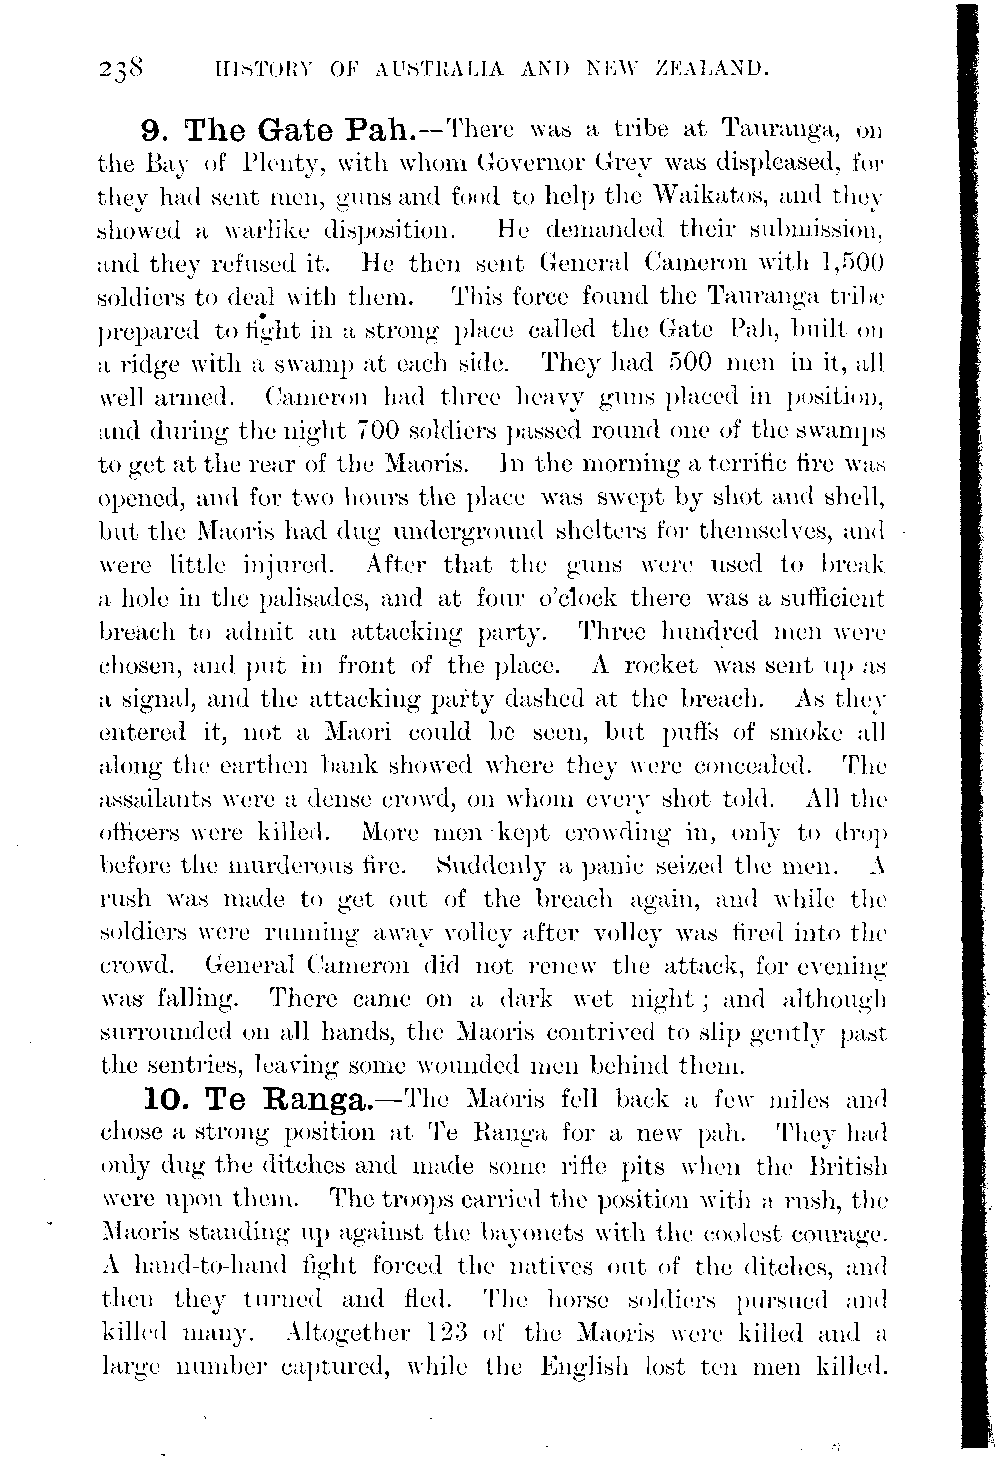 238 HISTORY OF AUSTRALIA AND NEW ZEALAND.
9. The Gate Pah.--There was a tribe at Tauranga, on
the Bay of Plenty, with whom Governor Grey was displeased, for
they had sent men, guns and food to help the Waikatos, and they
showed a warlike disposition. He demanded their submission,
and they refused it. He then sent General Cameron with 1,500
soldiers to deal with them. This force found the Tauranga tribe
prepared to fight in a strong place called the Gate Pah, built on
a ridge with a swamp at each side. They had 500 men in it, all
well armed. Cameron had three heavy guns placed in position,
and during the night 700 soldiers passed round one of the swamps
to get at the rear of the Maoris. In the morning a terrific fire was
opened, and for two hours the place was swept by shot and shell,
but the Maoris had dug underground shelters for themselves, and
were little injured. After that the guns were used to break
a hole in the palisades, and at four o'clock there was a sufficient
breach to admit an attacking party. Three hundred men were
chosen, and put in front of the place. A rocket was sent up as
a signal, and the attacking party dashed at the breach. As they
entered it, not a Maori could be seen, but puffs of smoke all
along the earthen bank showed where they were concealed. The
assailants were a dense crowd, on whom every shot told. All the
officers were killed. More men kept crowding in, only to drop
before the murderous fire. Suddenly a panic seized the men. A
rush was made to get out of the breach again, and while the
soldiers were running away volley after volley was fired into the
crowd. General Cameron did not renew the attack, for evening
was falling. There came on a dark wet night; and although
surrounded on all hands, the Maoris contrived to slip gently past
the sentries, leaving some wounded men behind them.
10. Te Ranga.—The Maoris fell back a few miles and
chose a strong position at Te Ranga for a new pah. They had
only dug the ditches and made some rifle pits when the British
were upon them. The troops carried the position with a rush, the
Maoris standing up against the bayonets with the coolest courage.
A hand-to-hand fight forced the natives out of the ditches, and
then they turned and fled. The horse soldiers pursued and
killed many. Altogether 123 of the Maoris were killed and a
large number captured, while the English lost ten men killed.